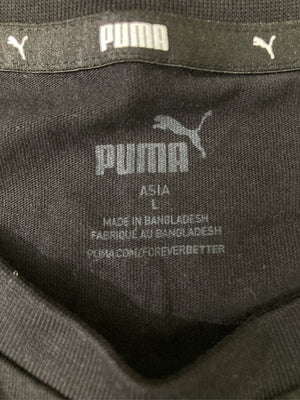 PUMA
PUMA
ASIA
L
MADE IN BANGLADESH
FABRIQUÉ AU BANGLADESH
PUMA.COM/FOREVERBETTER